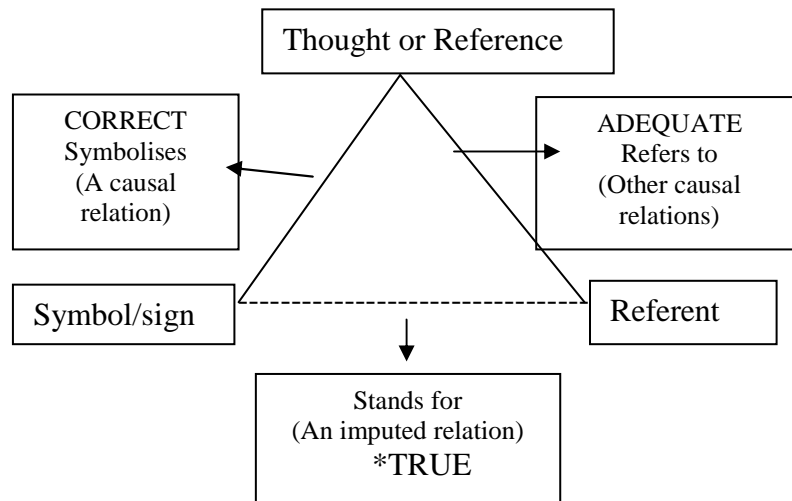 Thought or Reference
CORRECT
Symbolises
(A causal
relation)
ADEQUATE
Refers to
(Other causal
relations)
Symbol/sign
Referent
Stands for
(An imputed relation)
*TRUE